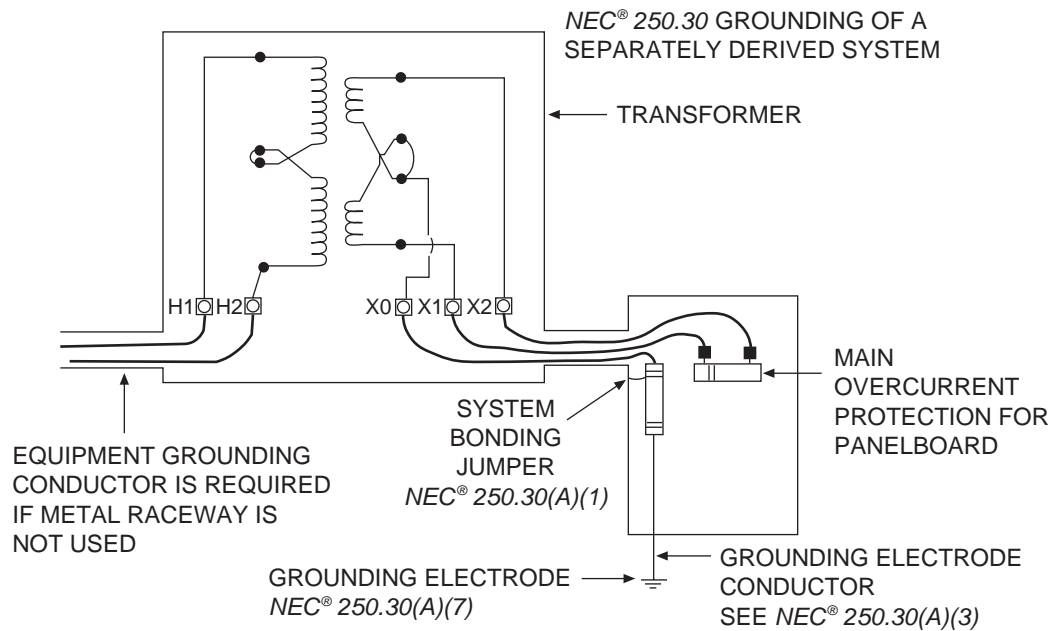 NEC® 250.30 GROUNDING OF A
SEPARATELY DERIVED SYSTEM
TRANSFORMER
H1 H2 X0 X1 X2
MAIN
OVERCURRENT
PROTECTION FOR
PANELBOARD
SYSTEM
BONDING
JUMPER
NEC® 250.30(A)(1)
EQUIPMENT GROUNDING
CONDUCTOR IS REQUIRED
IF METAL RACEWAY IS
NOT USED
GROUNDING ELECTRODE
NEC® 250.30(A)(7)
GROUNDING ELECTRODE
CONDUCTOR
SEE NEC® 250.30(A)(3)